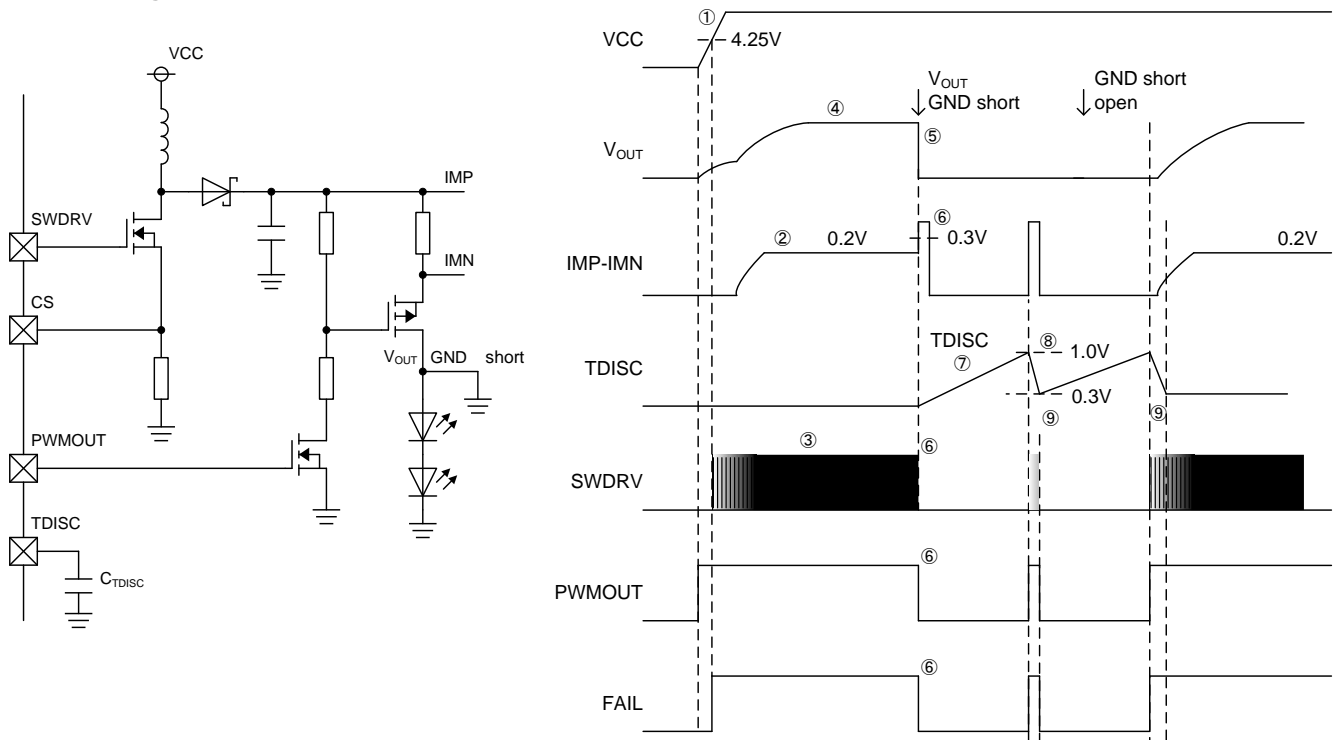 VCC
IMP
SWDRV
IMN
CS
VOUT GND short
PWMOUT
TDISC
CTDISC
VCC
①
4.25V
VOUT
GND short
GND short
open
VOUT
④
⑤
IMP-IMN
②
0.2V
⑥
0.3V
0.2V
TDISC
TDISC
⑦
⑧
1.0V
0.3V
⑨
⑨
SWDRV
③
⑥
PWMOUT
⑥
FAIL
⑥